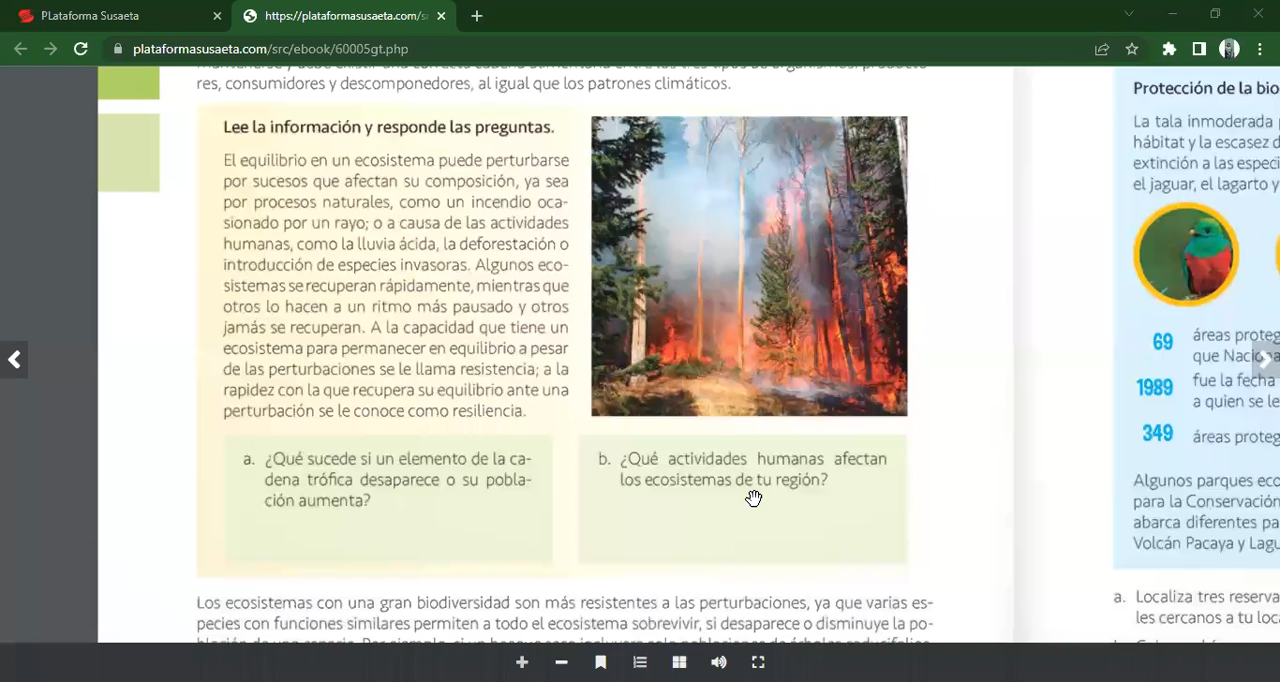 PLataforma Susaeta
https://plataformasusaeta.com/s
plataformasusaeta.com/src/ebook/60005gt.php
res, consumidores y descomponedores, al igual que los patrones climáticos.
Lee la información y responde las preguntas.
El equilibrio en un ecosistema puede perturbarse
por sucesos que afectan su composición, ya sea
por procesos naturales, como un incendio oca-
sionado por un rayo; o a causa de las actividades
humanas, como la lluvia ácida, la deforestación o
introducción de especies invasoras. Algunos eco-
sistemas se recuperan rápidamente, mientras que
otros lo hacen a un ritmo más pausado y otros
jamás se recuperan. A la capacidad que tiene un
ecosistema para permanecer en equilibrio a pesar
de las perturbaciones se le llama resistencia; a la
rapidez con la que recupera su equilibrio ante una
perturbación se le conoce como resiliencia.
a. ¿Qué sucede si un elemento de la ca-
dena trófica desaparece o su pobla-
ción aumenta?
b. ¿Qué actividades humanas afectan
los ecosistemas de tu región?
Los ecosistemas con una gran biodiversidad son más resistentes a las perturbaciones, ya que varias es-
pecies con funciones similares permiten a todo el ecosistema sobrevivir, si desaparece o disminuye la po-
Protección de la bio
La tala inmoderada
hábitat y la escasez d
extinción a las especi
el jaguar, el lagarto y
69 áreas proteg
que Naciona
1989 fue la fecha
a quien se le
349 áreas proteg
Algunos parques eco
para la Conservación
abarca diferentes pa
Volcán Pacaya y Lagu
a. Localiza tres reserva
les cercanos a tu loca